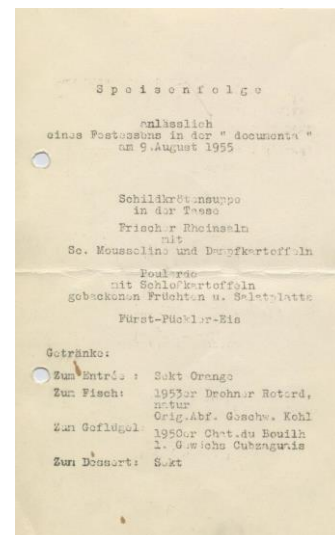 Speisenfolge
anlässlich
eines Festessens in der " documenta "
am 9.August 1955
Schildkrötensuppe
in der Tasse
Frischer Rheinsalm
mit
Sc. Mousseline und Dampfkartoffeln
Poularde
mit Schloßkartoffeln
gebackenen Früchten u. Salatplatte
Fürst-Pückler-Eis
Getränke:
Zum Entrée : Sekt Orange
Zum Fisch: 1953er Drohner Roterd,
natur
Orig.Abf. Geschw. Kohl
Zum Geflügel 1950er Chat.du Bouilh
1. Gewächs Cubzaguais
Zum Dessert: Sekt